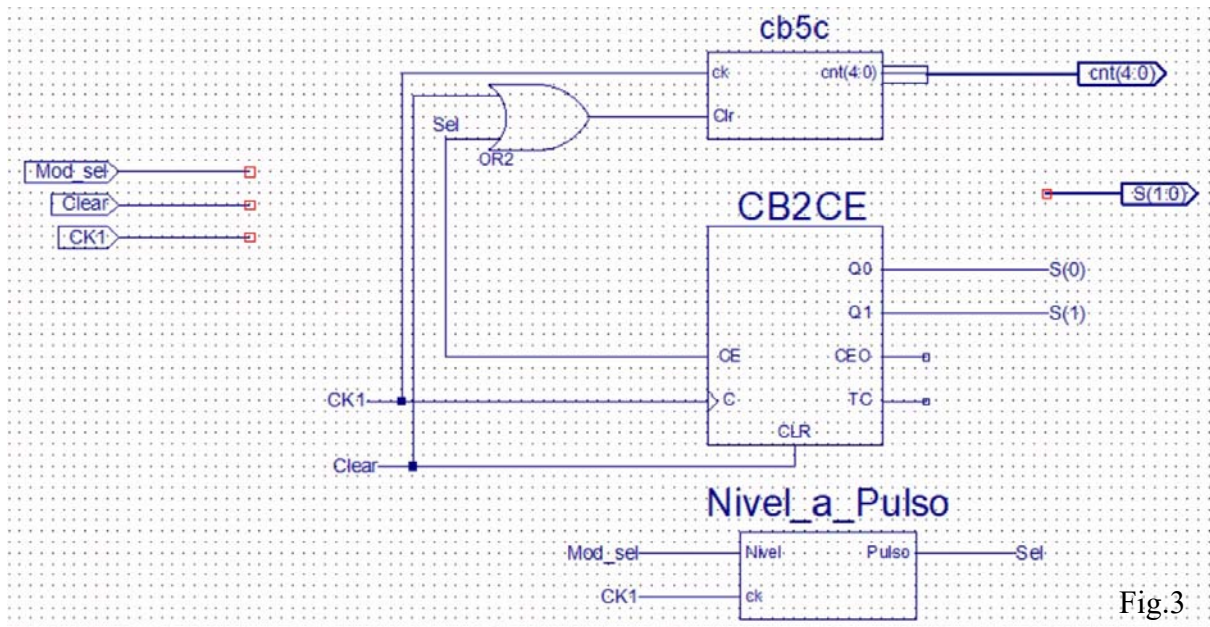 cb5c
ck cnt(4:0) cnt(4:0)
Clr
Sel
OR2
Mod_sel
Clear
CK1
S(1:0)
CB2CE
Q0 S(0)
Q1 S(1)
CE CEO
CK1 C TC
CLR
Clear
Nivel_a_Pulso
Mod_sel Nivel Pulso Sel
CK1 ck
Fig.3